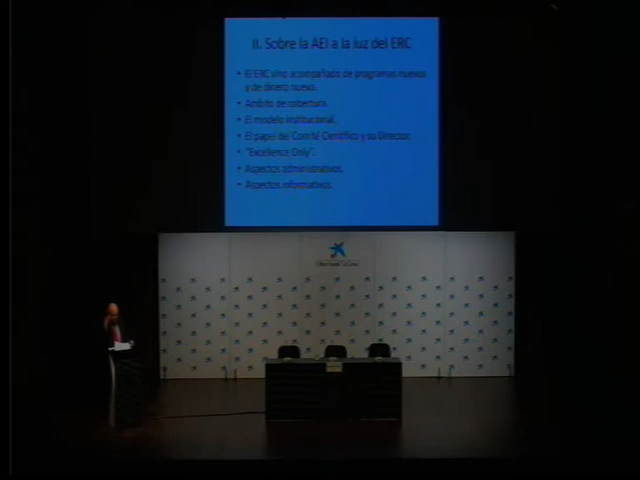 II. Sobre la AEI a la luz del ERC
• El ERC vino acompañado de programas nuevos
y de dinero nuevo.
• Ambito de cobertura.
• El modelo institucional.
• El papel del Comité Científico y su Director.
• "Excellence Only".
• Aspectos administrativos.
• Aspectos informativos.